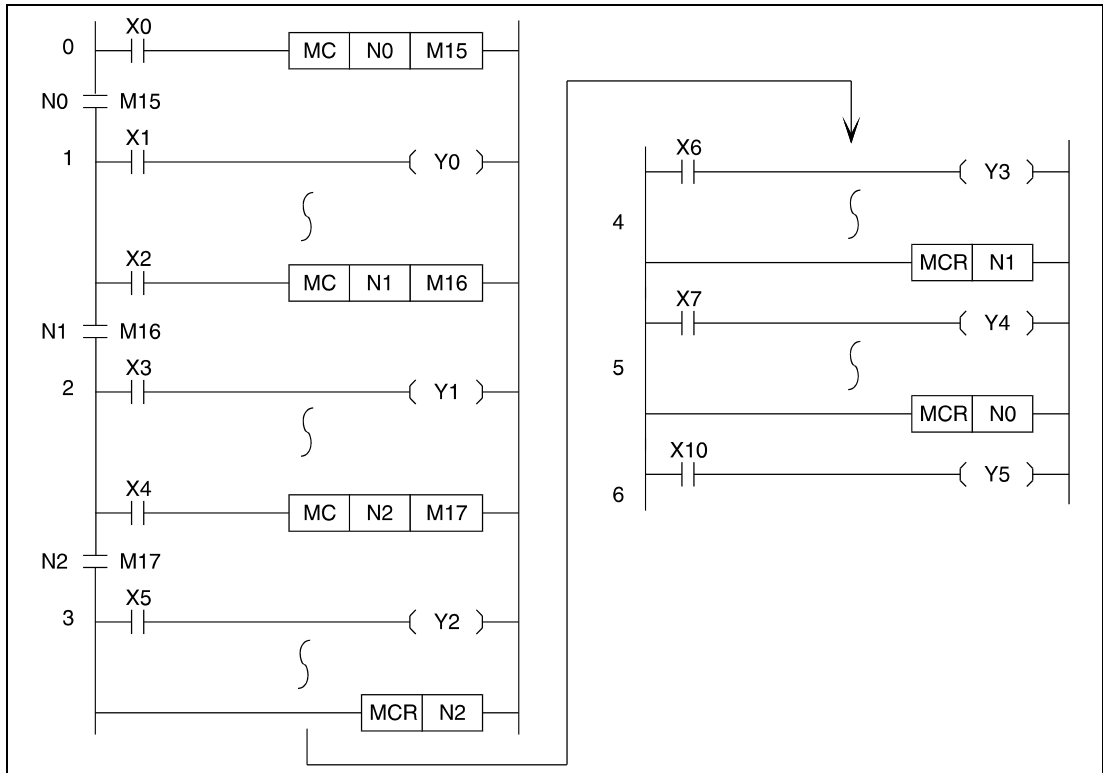 X0
0 MC N0 M15
N0 M15
X1
1 Y0
X2
MC N1 M16
N1 M16
X3
2 Y1
X4
MC N2 M17
N2 M17
X5
3 Y2
MCR N2
X6
Y3
4
MCR N1
X7
Y4
5
MCR N0
X10
Y5
6